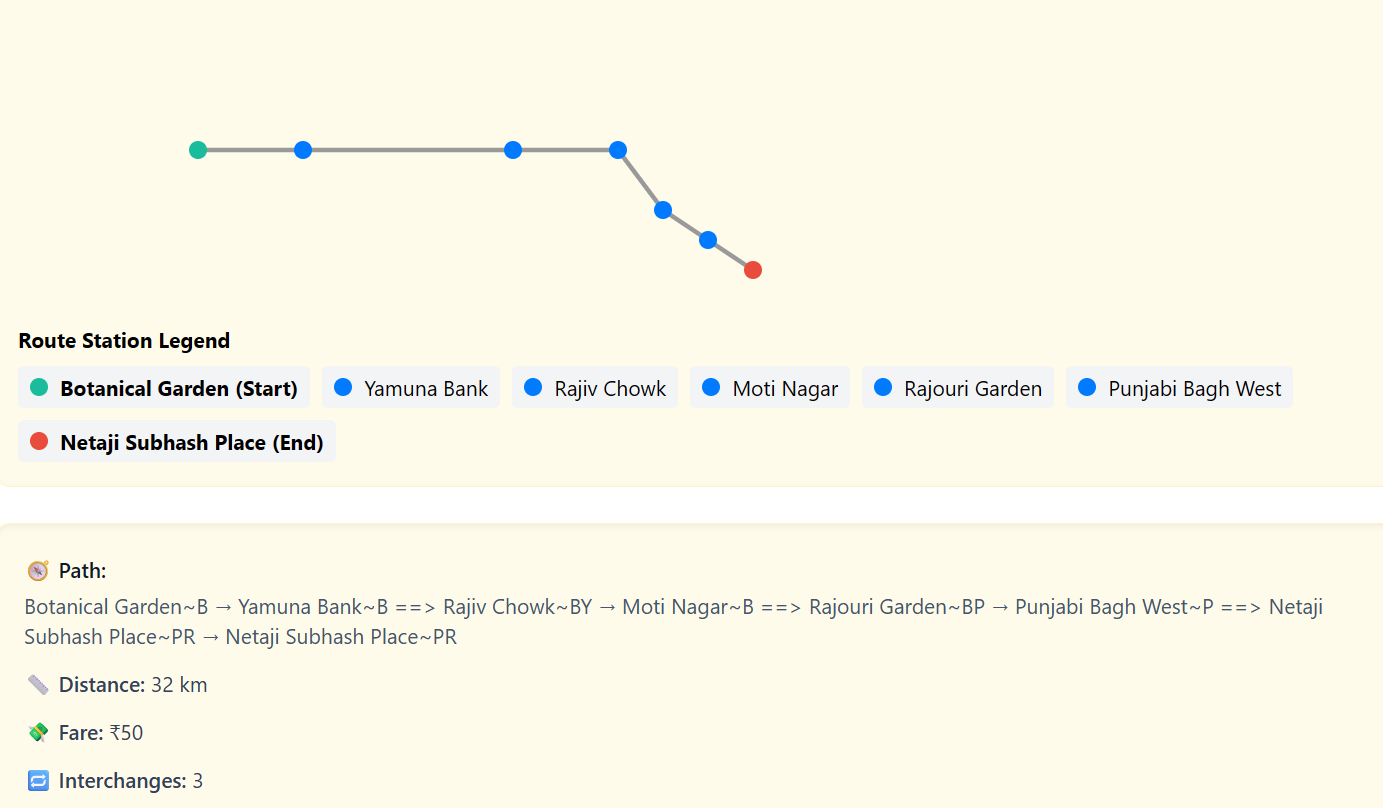 Route Station Legend
Botanical Garden (Start) Yamuna Bank Rajiv Chowk Moti Nagar Rajouri Garden Punjabi Bagh West
Netaji Subhash Place (End)
Path:
Botanical Garden~B → Yamuna Bank~B ==> Rajiv Chowk~BY → Moti Nagar~B ==> Rajouri Garden~BP → Punjabi Bagh West~P ==> Netaji
Subhash Place~PR → Netaji Subhash Place~PR
Distance: 32 km
Fare: ₹50
Interchanges: 3